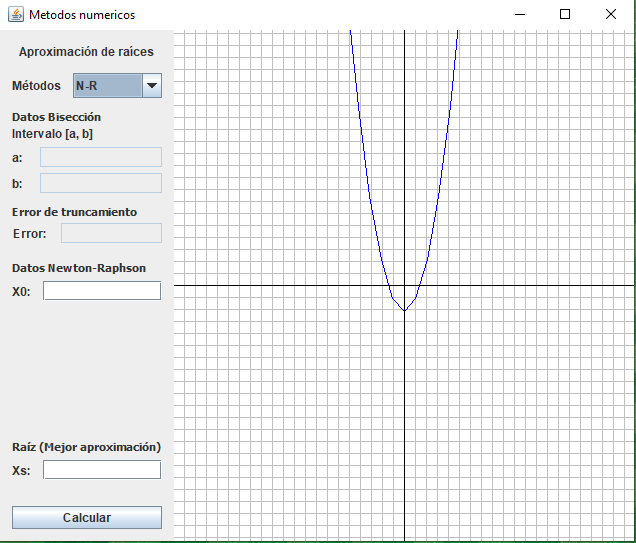 Metodos numericos
Aproximación de raíces
Métodos N-R
Datos Bisección
Intervalo [a, b]
a:
b:
Error de truncamiento
Error:
Datos Newton-Raphson
X0:
Raíz (Mejor aproximación)
Xs:
Calcular